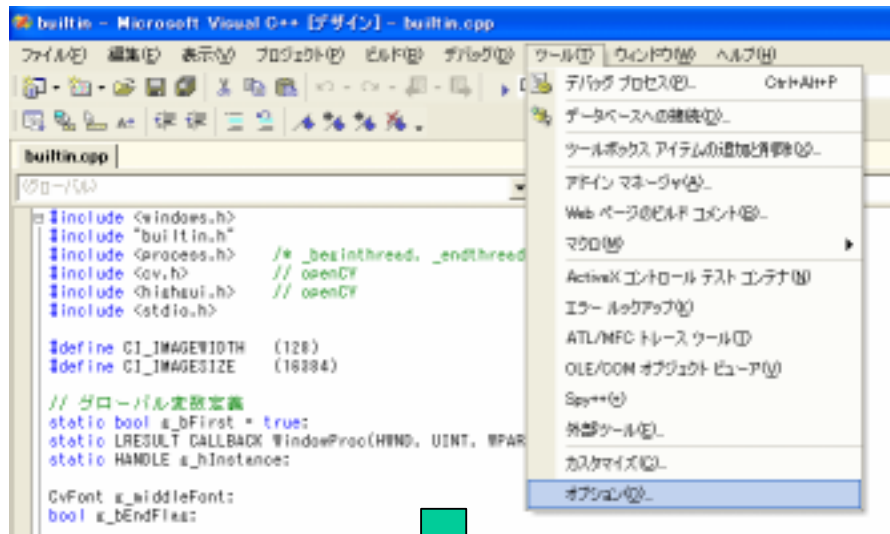 builtin - Microsoft Visual C++ [デザイン] - builtin.cpp
ファイル(F) 編集(E) 表示(V) プロジェクト(P) ビルド(B) デバッグ(D) ツール(T) ウィンドウ(W) ヘルプ(H)
builtin.cpp
(グローバル)
#include <windows.h>
#include "builtin.h"
#include <process.h> /* _beginthread, _endthread
#include <cv.h> // openCV
#include <highgui.h> // openCV
#include <stdio.h>
#define CI_IMAGEWIDTH (128)
#define CI_IMAGESIZE (16384)
// グローバル変数定義
static bool g_bFirst = true;
static LRESULT CALLBACK WindowProc(HWND, UINT, WPAR
static HANDLE g_hInstance;
CvFont g_middleFont;
bool g_bEndFlag;
デバッグ プロセス(P)... Ctrl+Alt+P
データベースへの接続(D)...
ツールボックス アイテムの追加と削除(X)...
アドイン マネージャ(A)...
Web ページのビルド コメント(B)...
マクロ(M)
ActiveX コントロール テスト コンテナ(N)
エラー ルックアップ(K)
ATL/MFC トレース ツール(T)
OLE/COM オブジェクト ビューア(V)
Spy++(+)
外部ツール(E)...
カスタマイズ(C)...
オプション(O)...